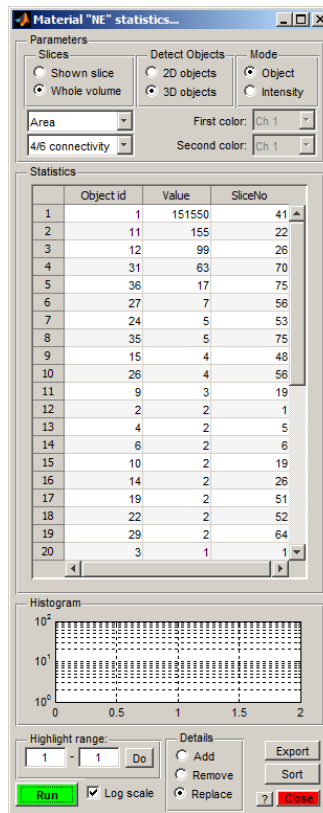 Material "NE" statistics...
Parameters
Slices Detect Objects Mode
Shown slice 2D objects Object
Whole volume 3D objects Intensity
Area First color: Ch 1
4/6 connectivity Second color: Ch 1
Statistics
Object id Value SliceNo
1 1 151550 41
2 11 155 22
3 12 99 26
4 31 63 70
5 36 17 75
6 27 7 56
7 24 5 53
8 35 5 75
9 15 4 48
10 26 4 56
11 9 3 19
12 2 2 1
13 4 2 5
14 6 2 6
15 10 2 19
16 14 2 26
17 19 2 51
18 22 2 52
19 29 2 64
20 3 1 1
Histogram
10²
10¹
10⁰
0 0.5 1 1.5 2
Highlight range: Details
1 - 1 Do Add Export
Remove Sort
Run Log scale Replace ? Close